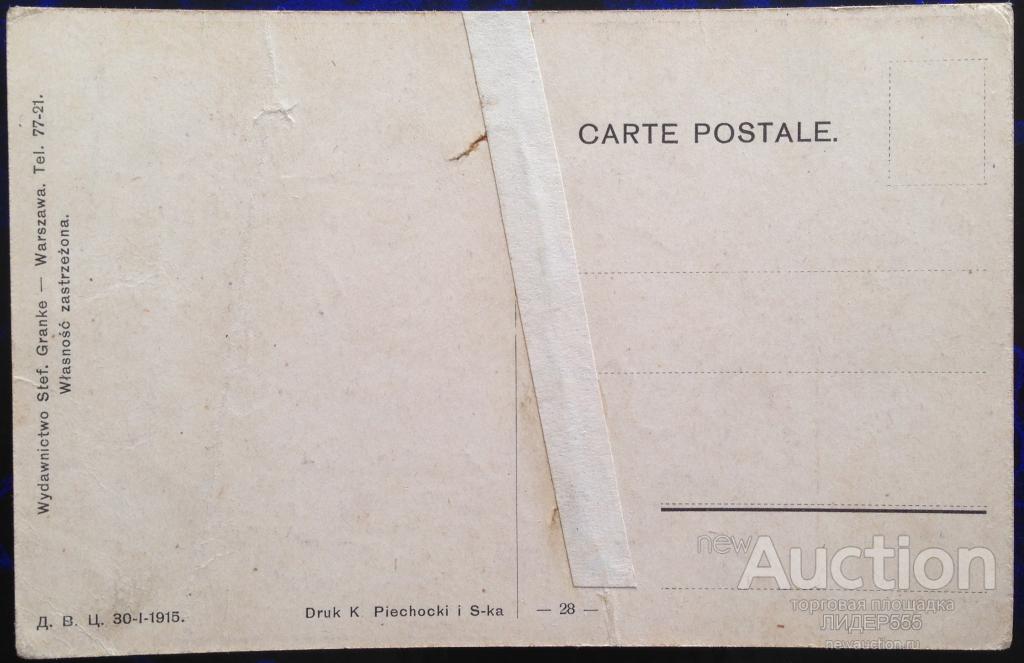 CARTE POSTALE.
Wydawnictwo Stef. Granke — Warszawa. Tel. 77-21.
Własność zastrzeżona.
Д. В. Ц. 30-I-1915.
Druk K. Piechocki i S-ka
— 28 —
newAuction
торговая площадка
ЛИДЕР555
newauction.ru